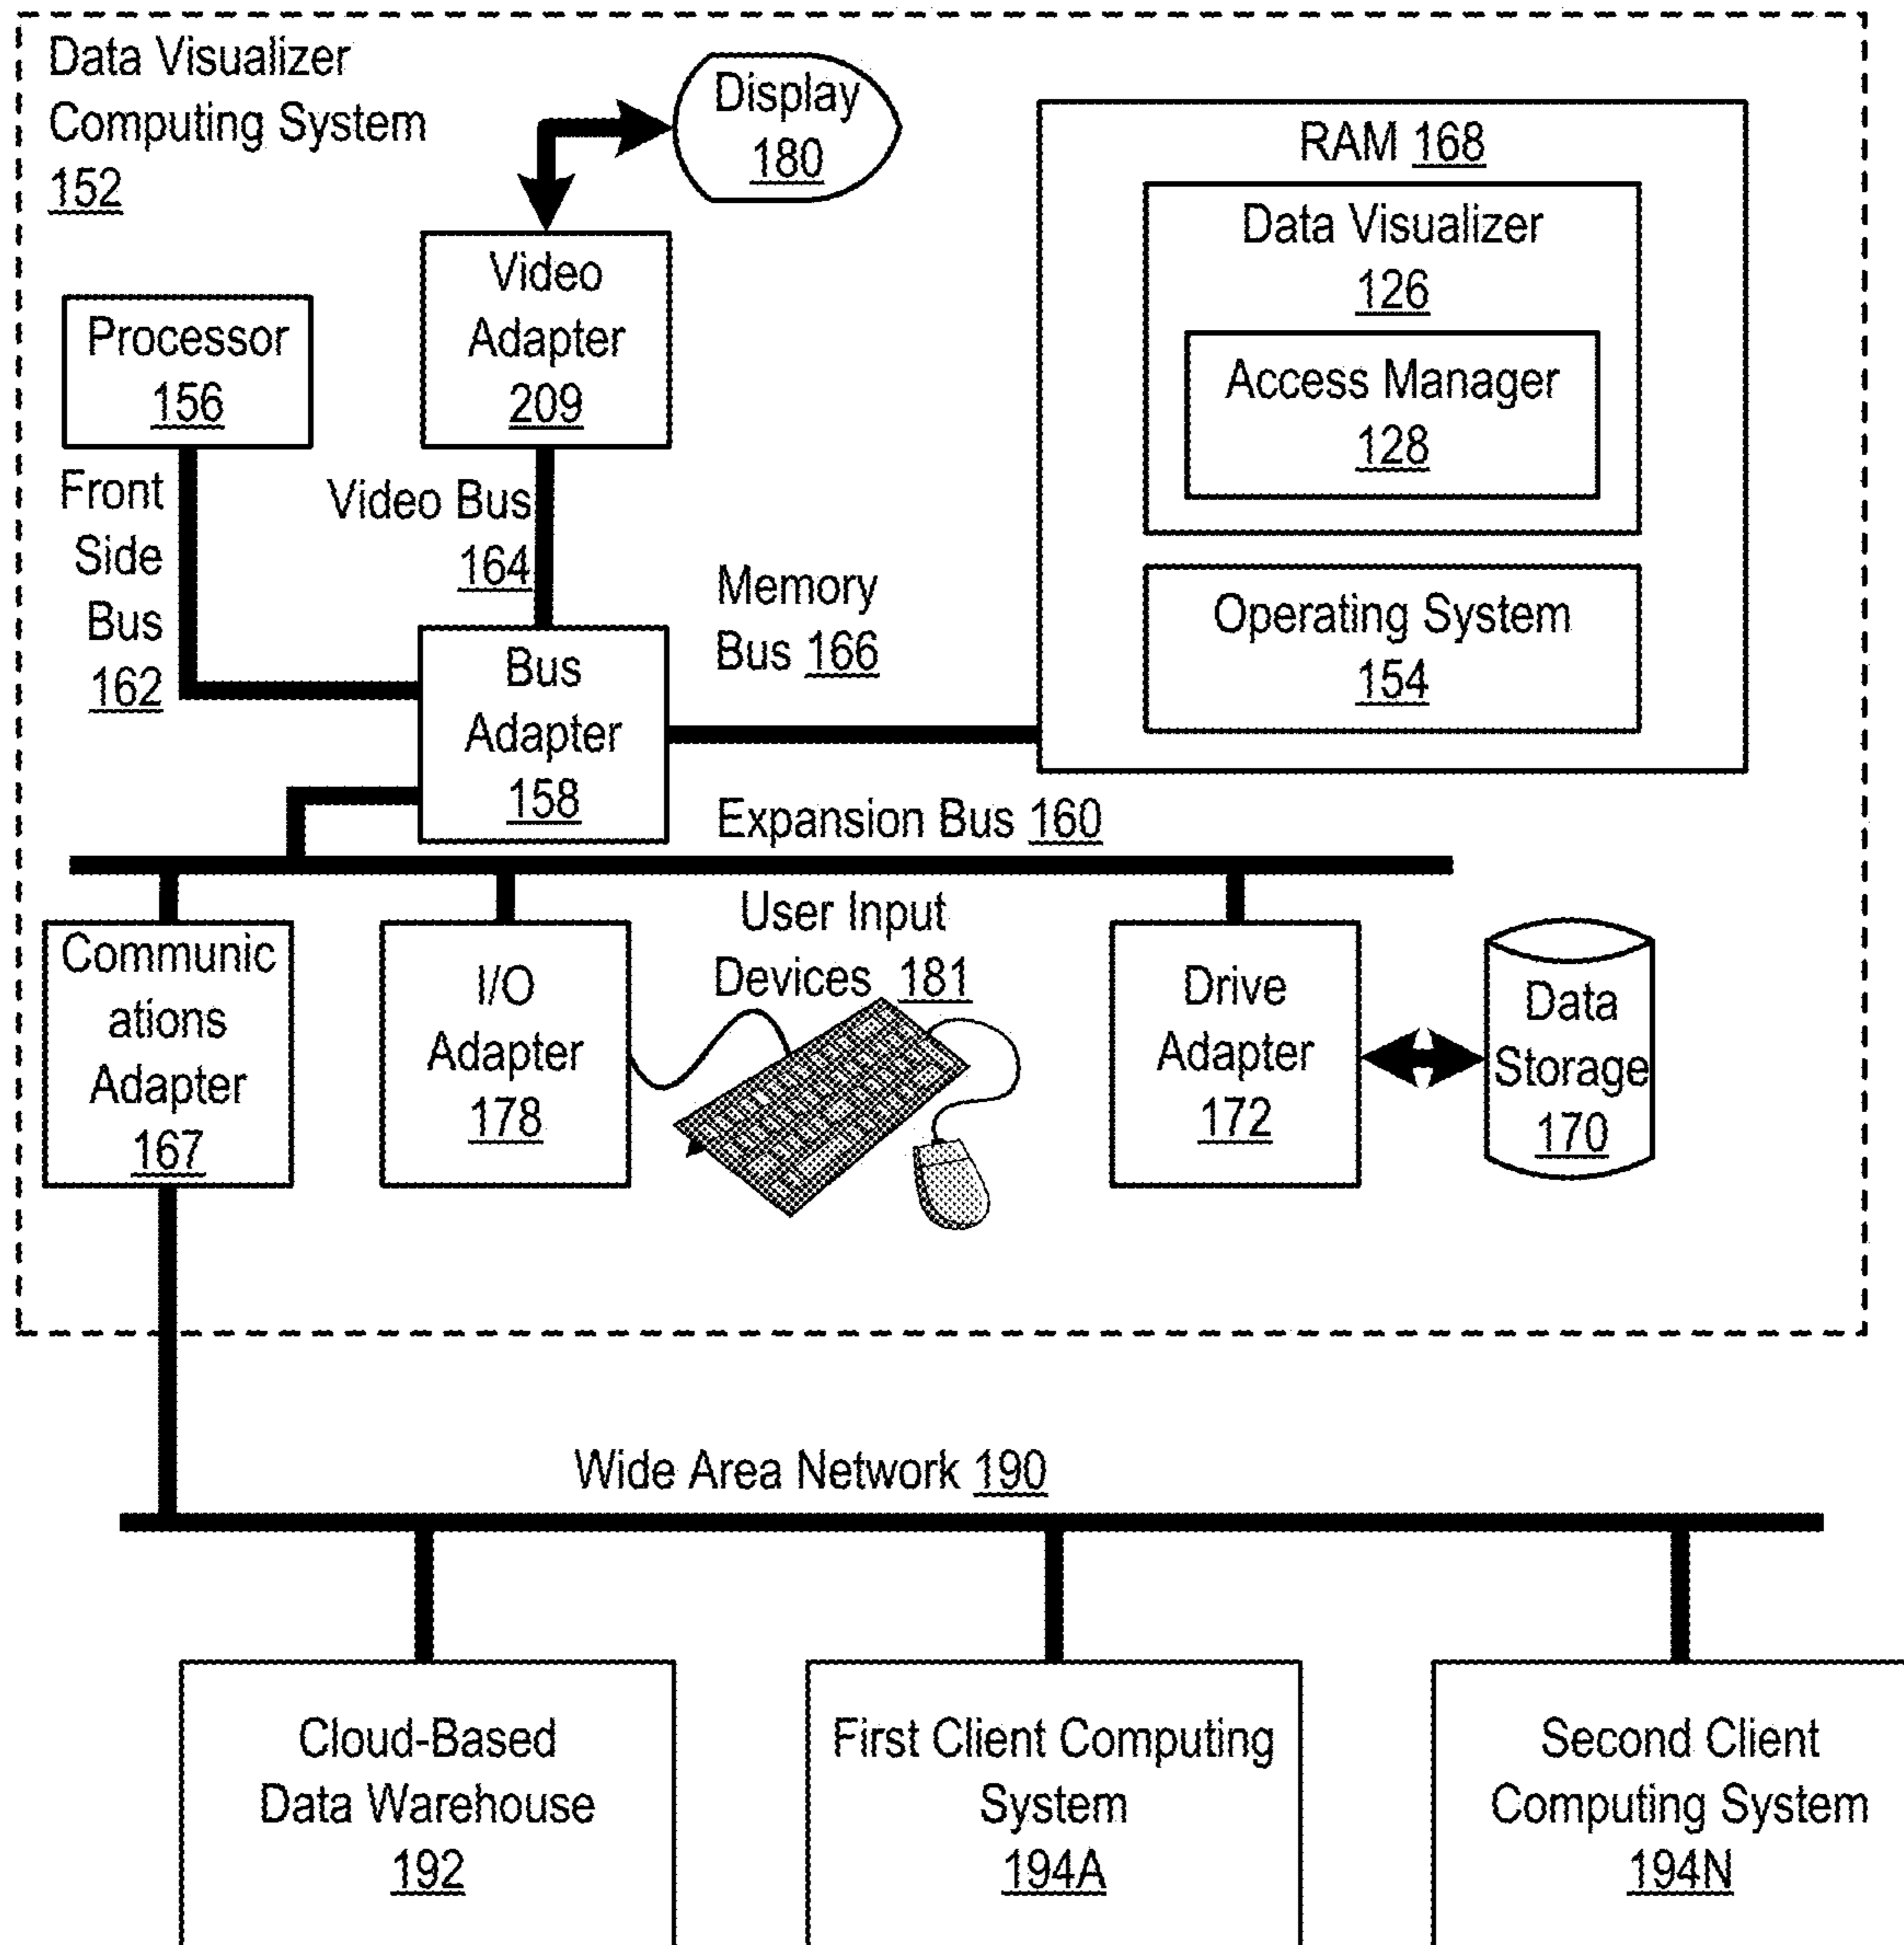 Data Visualizer
Computing System
152
Display
180
RAM 168
Data Visualizer
126
Access Manager
128
Operating System
154
Video
Adapter
209
Processor
156
Front
Side
Bus
162
Video Bus
164
Memory
Bus 166
Bus
Adapter
158
Expansion Bus 160
Communic
ations
Adapter
167
I/O
Adapter
178
User Input
Devices 181
Drive
Adapter
172
Data
Storage
170
Wide Area Network 190
Cloud-Based
Data Warehouse
192
First Client Computing
System
194A
Second Client
Computing System
194N